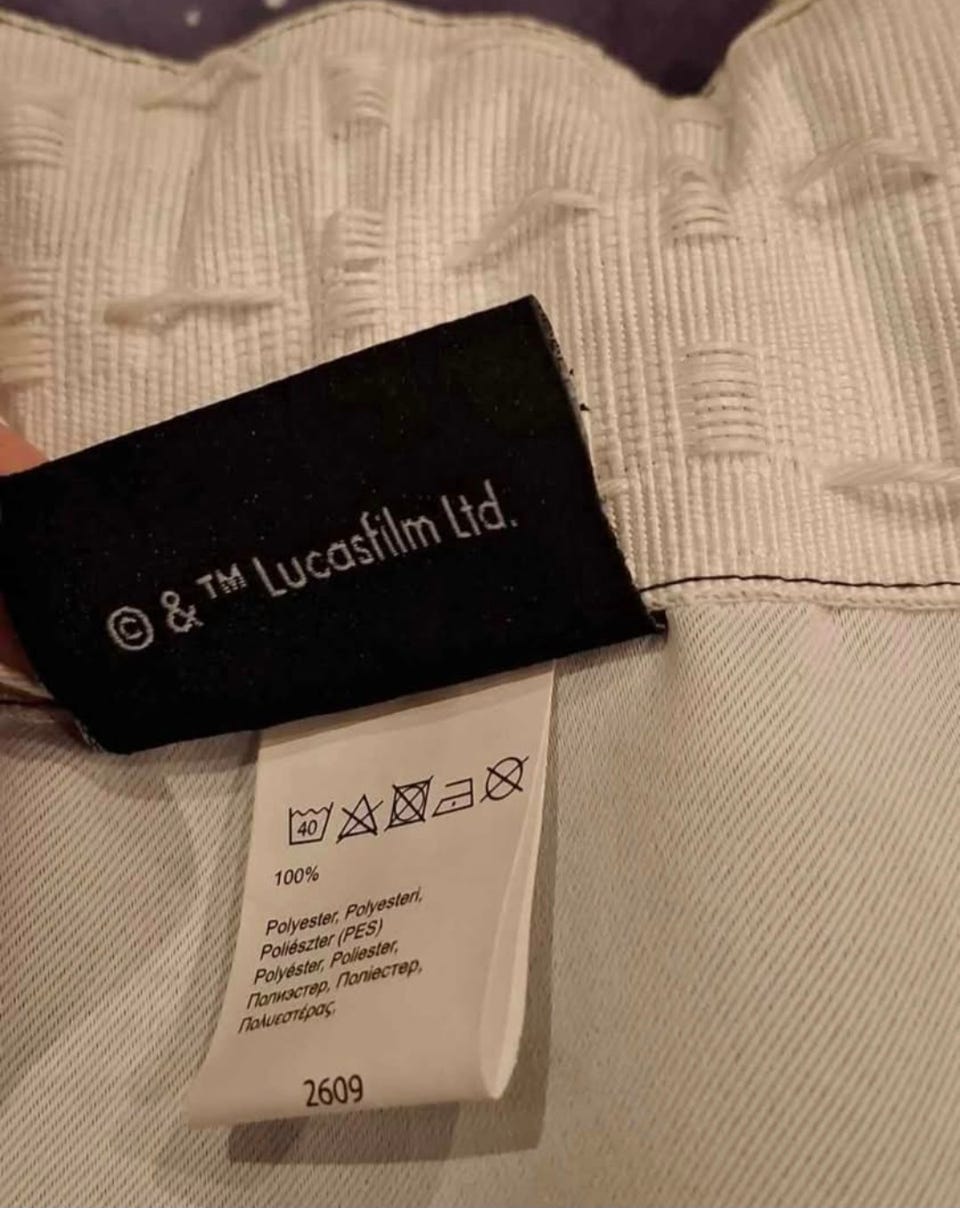 © & ™ Lucasfilm Ltd.
40
100%
Polyester, Polyesteri,
Poliészter (PES)
Polyéster, Poliester,
Полиэстер, Поліестер,
Πολυεστέρας,
2609